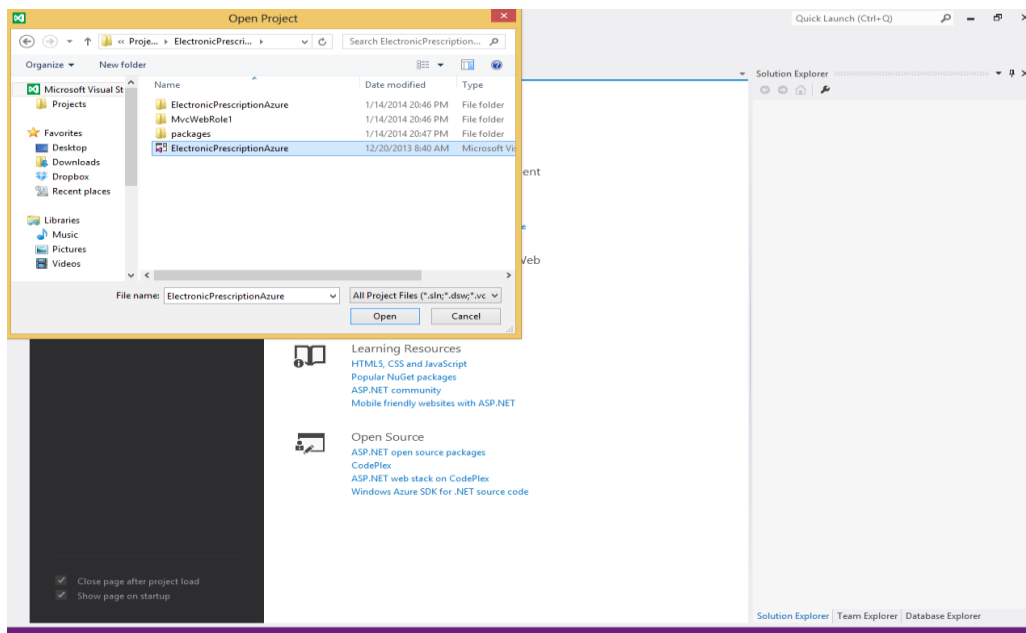 Open Project
Quick Launch (Ctrl+Q)
« Proje... ElectronicPrescri...
Search ElectronicPrescription...
Organize New folder
Solution Explorer
Name Date modified Type
Microsoft Visual St
Projects
Favorites
Desktop
Downloads
Dropbox
Recent places
Libraries
Music
Pictures
Videos
ElectronicPrescriptionAzure 1/14/2014 20:46 PM File folder
MvcWebRole1 1/14/2014 20:46 PM File folder
packages 1/14/2014 20:47 PM File folder
ElectronicPrescriptionAzure 12/20/2013 8:40 AM Microsoft Vis
ent
e
File name: ElectronicPrescriptionAzure
All Project Files (*.sln;*.dsw;*.vc
Open Cancel
Learning Resources
HTML5, CSS and JavaScript
Popular NuGet packages
ASP.NET community
Mobile friendly websites with ASP.NET
Open Source
ASP.NET open source packages
CodePlex
ASP.NET web stack on CodePlex
Windows Azure SDK for .NET source code
Close page after project load
Show page on startup
Solution Explorer Team Explorer Database Explorer